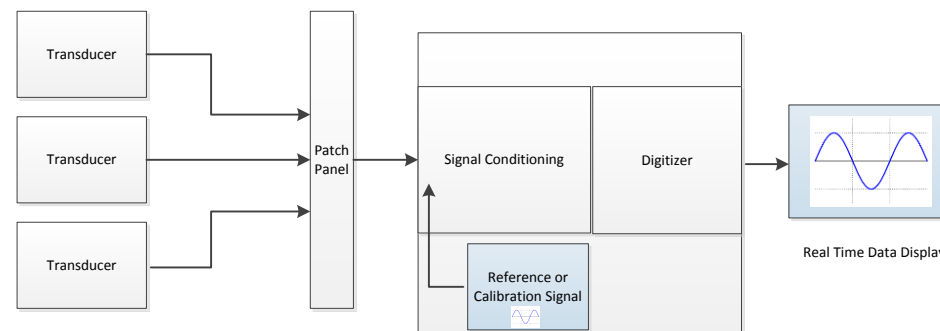 Transducer
Transducer
Transducer
Patch
Panel
Signal Conditioning
Digitizer
Reference or
Calibration Signal
Real Time Data Display